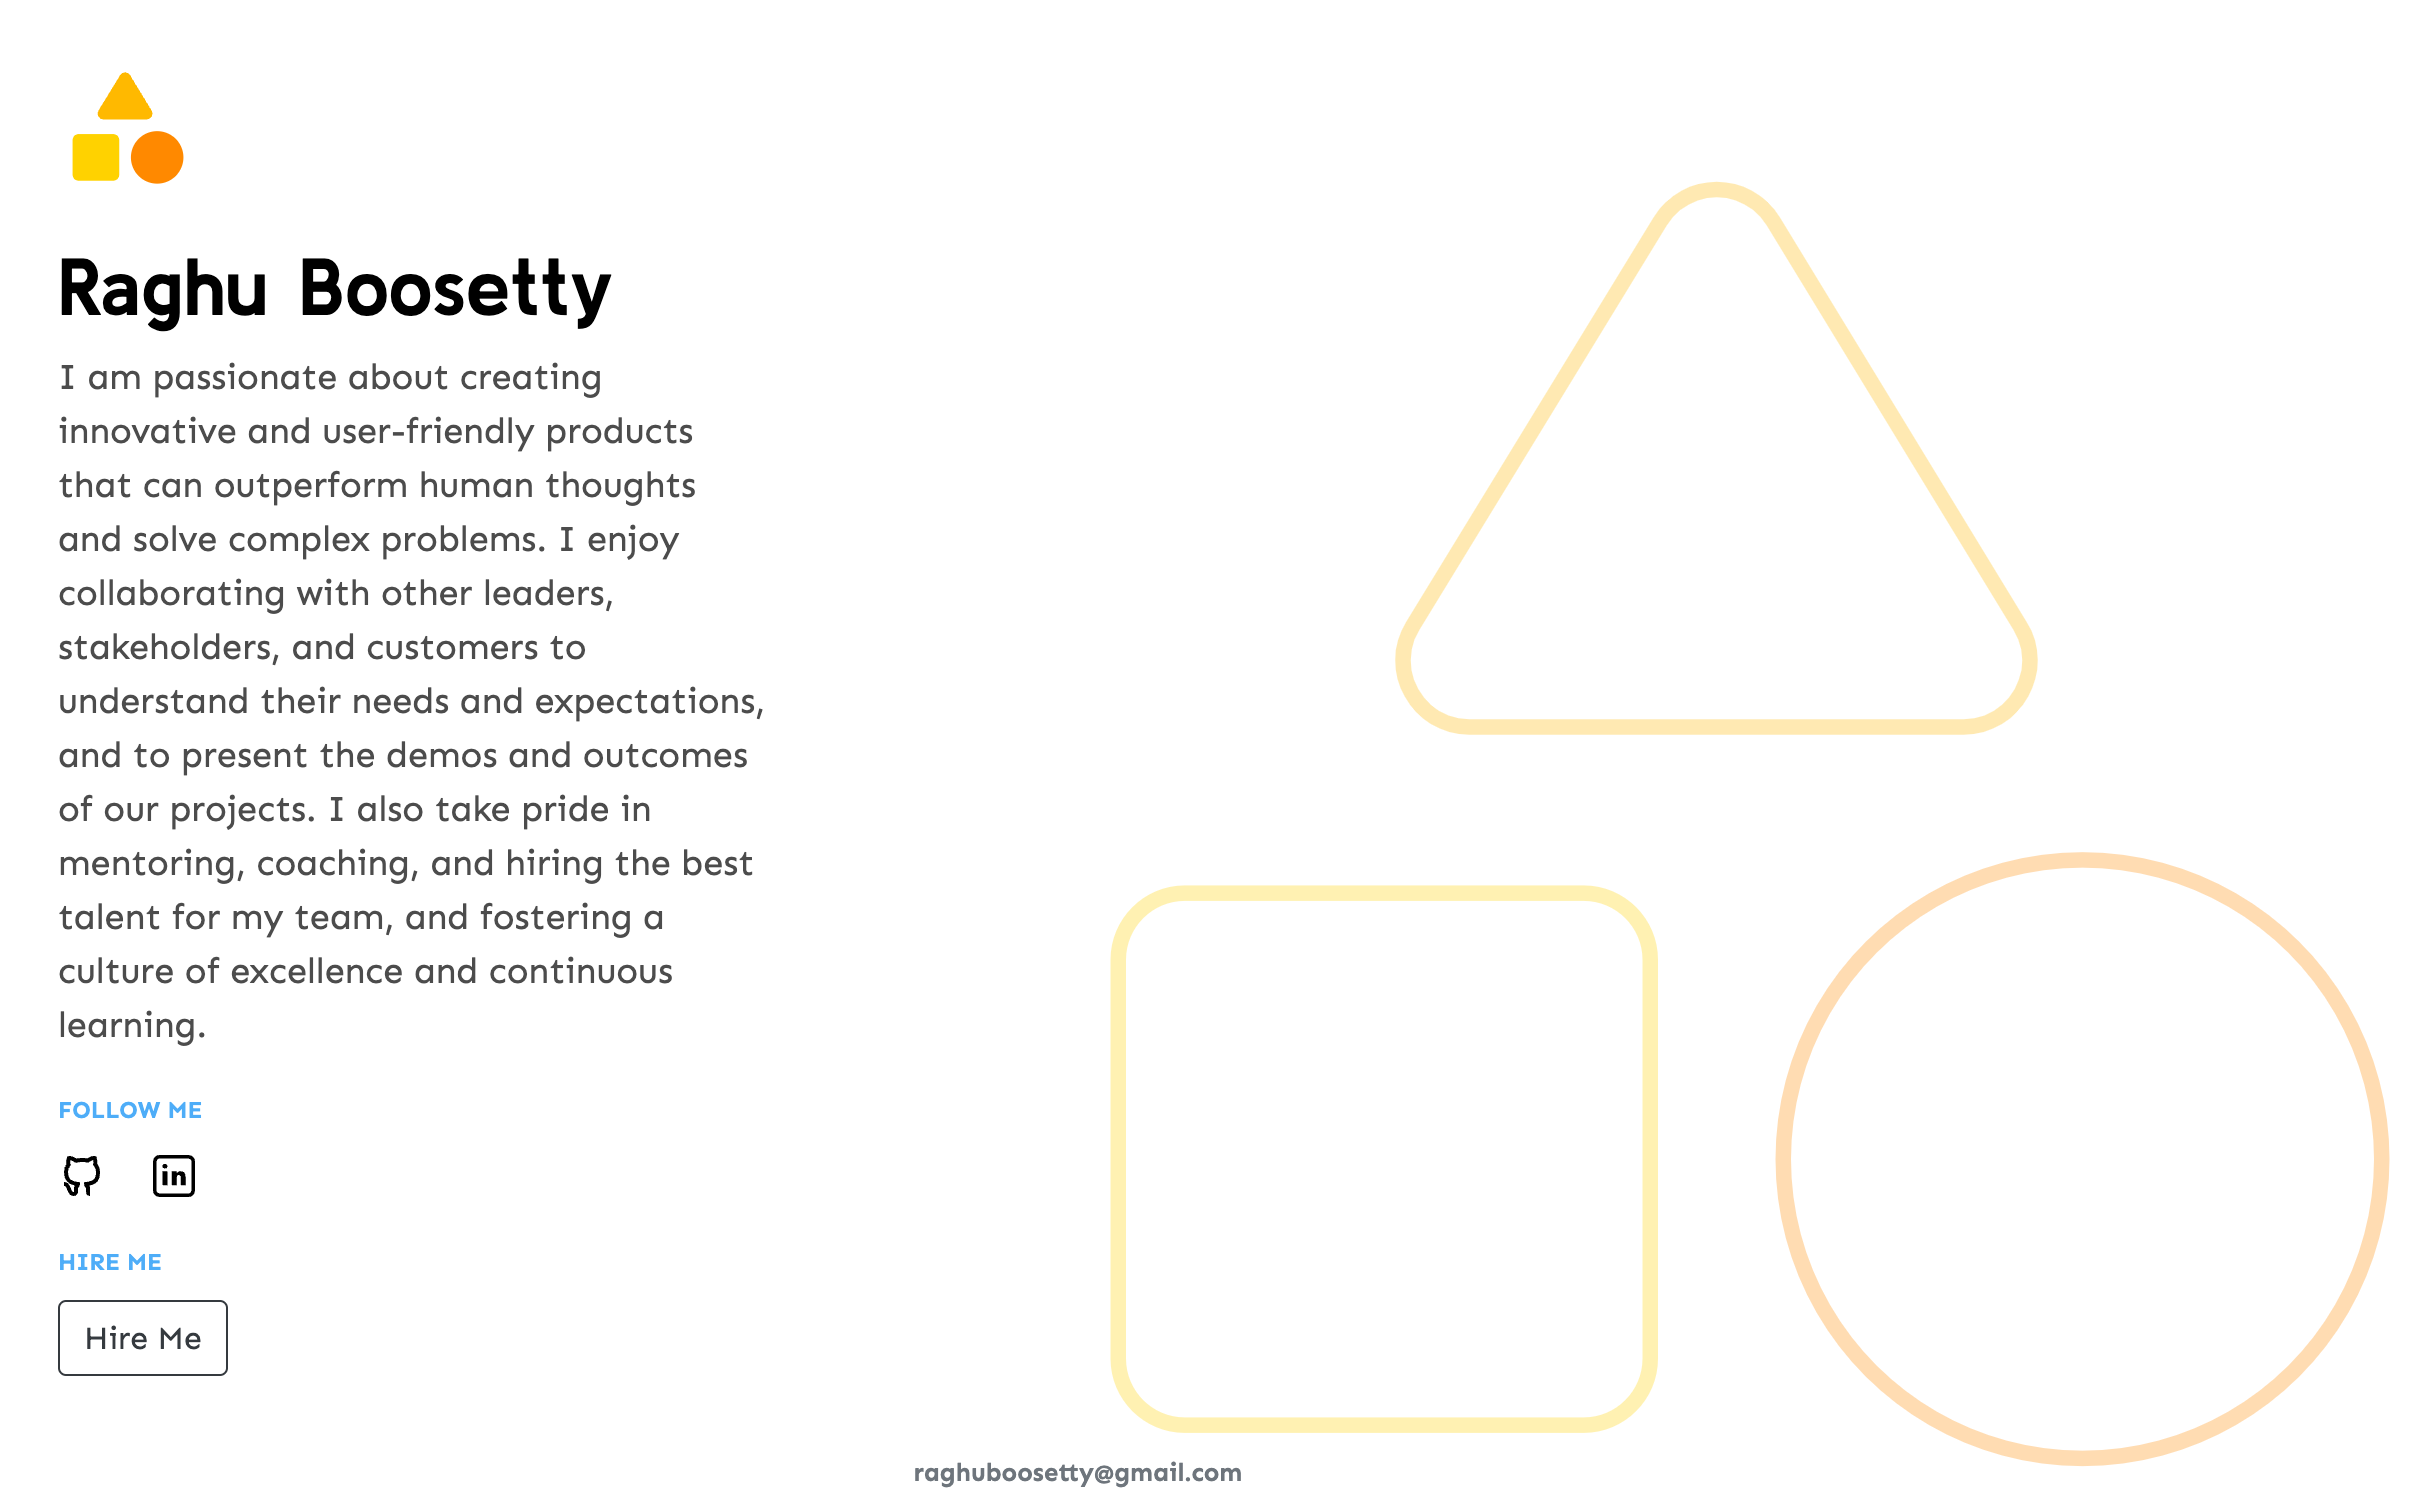 Raghu Boosetty
I am passionate about creating
innovative and user-friendly products
that can outperform human thoughts
and solve complex problems. I enjoy
collaborating with other leaders,
stakeholders, and customers to
understand their needs and expectations,
and to present the demos and outcomes
of our projects. I also take pride in
mentoring, coaching, and hiring the best
talent for my team, and fostering a
culture of excellence and continuous
learning.
FOLLOW ME
in
HIRE ME
Hire Me
raghuboosetty@gmail.com